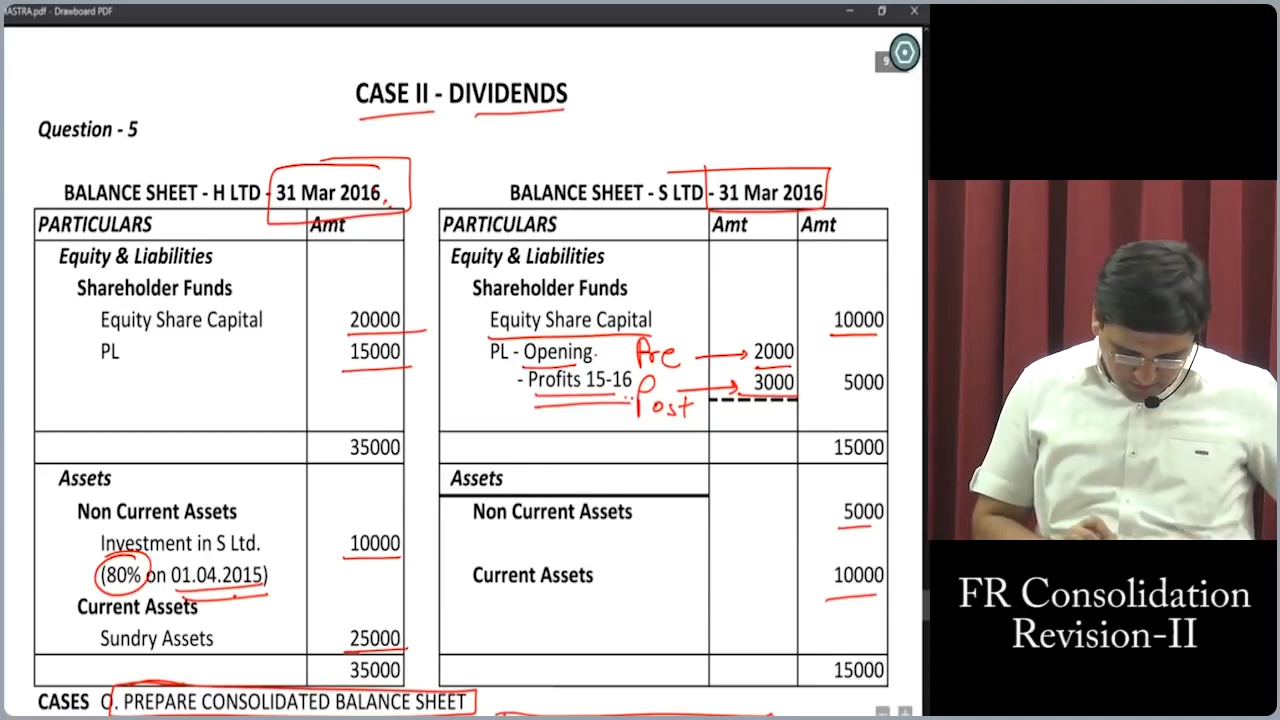 IASTRA.pdf - Drawboard PDF
9
CASE II - DIVIDENDS
Question - 5
BALANCE SHEET - H LTD - 31 Mar 2016
PARTICULARS Amt
Equity & Liabilities
Shareholder Funds
Equity Share Capital 20000
PL 15000
35000
Assets
Non Current Assets
Investment in S Ltd. 10000
(80% on 01.04.2015)
Current Assets
Sundry Assets 25000
35000
BALANCE SHEET - S LTD - 31 Mar 2016
PARTICULARS Amt Amt
Equity & Liabilities
Shareholder Funds
Equity Share Capital 10000
PL - Opening Pre 2000
- Profits 15-16 Post 3000 5000
15000
Assets
Non Current Assets 5000
Current Assets 10000
15000
CASES 0. PREPARE CONSOLIDATED BALANCE SHEET
FR Consolidation
Revision-II